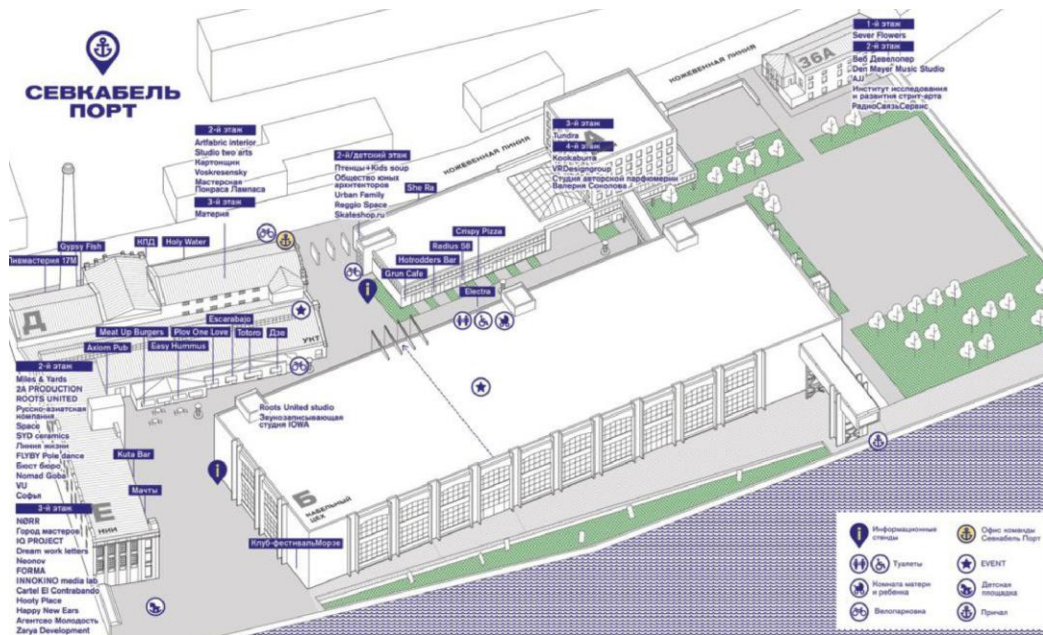 СЕВКАБЕЛЬ
ПОРТ
1-й этаж
Sever Flowers
2-й этаж
Веб Девелопер
Den Mayer Music Studio
AJJ
Институт исследования
и развития стрит-арта
РадиоСвязьСервис
36А
НОЖЕВЕННАЯ ЛИНИЯ
3-й этаж
Tundra
4-й этаж
Kookaburra
VRDesigngroup
Студия авторской парфюмерии
Валерия Соколова
А
2-й этаж
Artfabric interior
Studio two arts
Картонщик
Voskresensky
Мастерская
Покраса Лампаса
3-й этаж
Материя
НОЖЕВЕННАЯ ЛИНИЯ
2-й/детский этаж
Птенцы+Kids soup
Общество юных
архитекторов
Urban Family
Reggio Space
Skateshop.ru
She Ra
Crispy Pizza
Radius 58
Hotrodders Bar
Grun Cafe
Electra
Gypsy Fish
НПД
Holy Water
Пивмастерия 17М
Д
Escarabajo
Meat Up Burgers
Plov One Love
Totoro
Дзе
Axiom Pub
Easy Hummus
УКТ
2-й этаж
Miles & Yards
2A PRODUCTION
ROOTS UNITED
Русско-азиатская
компания
Space
SYD ceramics
Линия жизни
FLYBY Pole dance
Бюст бюро
Nomad Goba
VU
Софья
3-й этаж
NØRR
Город мастеров
IQ PROJECT
Dream work letters
Neonov
FORMA
INNOKINO media lab
Cartel El Contrabando
Hooty Place
Happy New Ears
Агентсво Молодость
Zarya Development
Kuta Bar
Мачты
Е
НИИ
Roots United studio
Звукозаписывающая
студия IOWA
Б
КАБЕЛЬНЫЙ
ЦЕХ
Клуб-фестивальМорзе
Информационные
стенды
Туалеты
Комната матери
и ребенка
Велопарковка
Офис команды
Севкабель Порт
EVENT
Детская
площадка
Причал